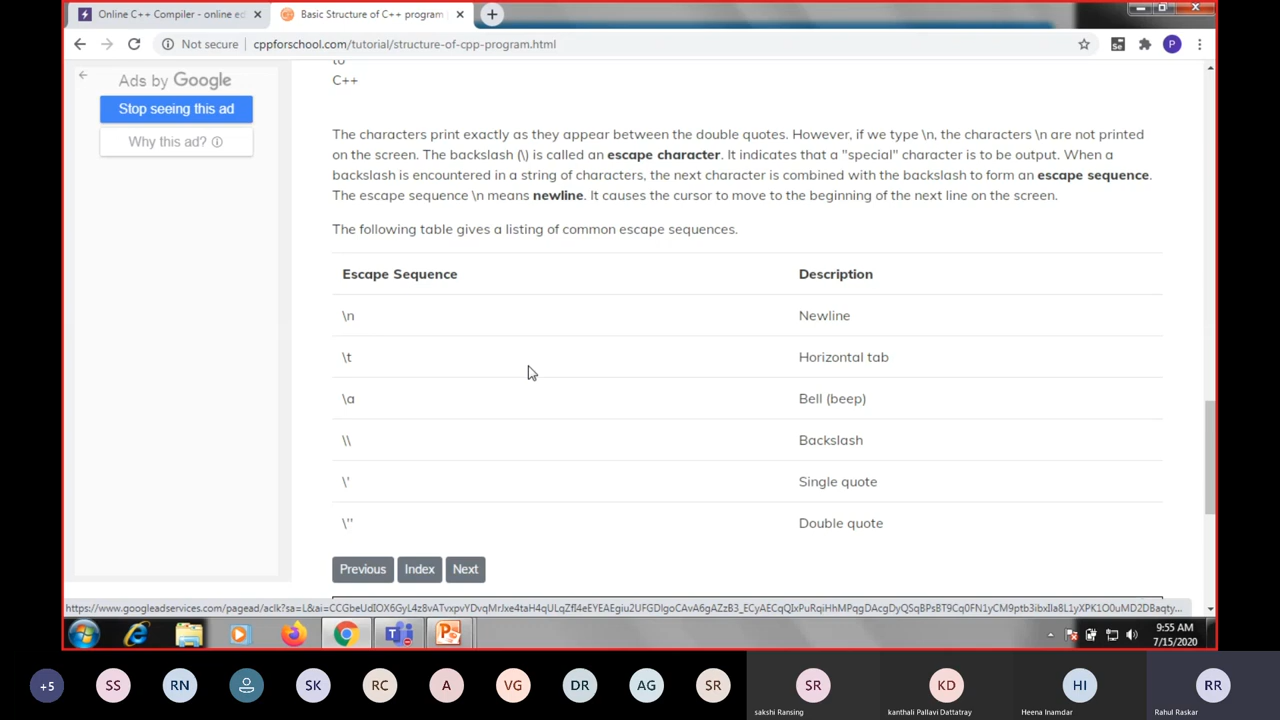 Online C++ Compiler - online ed
Basic Structure of C++ program
Not secure
cppforschool.com/tutorial/structure-of-cpp-program.html
Se
P
Ads by Google
Stop seeing this ad
Why this ad?
to
C++
The characters print exactly as they appear between the double quotes. However, if we type \n, the characters \n are not printed
on the screen. The backslash (\) is called an escape character. It indicates that a "special" character is to be output. When a
backslash is encountered in a string of characters, the next character is combined with the backslash to form an escape sequence.
The escape sequence \n means newline. It causes the cursor to move to the beginning of the next line on the screen.
The following table gives a listing of common escape sequences.
Escape Sequence Description
\n Newline
\t Horizontal tab
\a Bell (beep)
\\ Backslash
\' Single quote
\" Double quote
Previous Index Next
9:55 AM
7/15/2020
+5 SS RN SK RC A VG DR AG SR SR KD HI RR
sakshi Ransing
kanthali Pallavi Dattatray
Heena Inamdar
Rahul Raskar